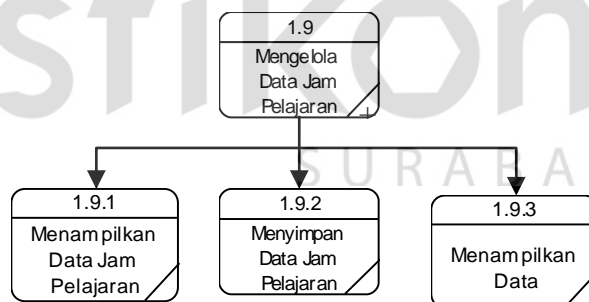 stikom
SURABA
1.9
Mengelola
Data Jam
Pelajaran
1.9.1
Menampilkan
Data Jam
Pelajaran
1.9.2
Menyimpan
Data Jam
Pelajaran
1.9.3
Menampilkan
Data